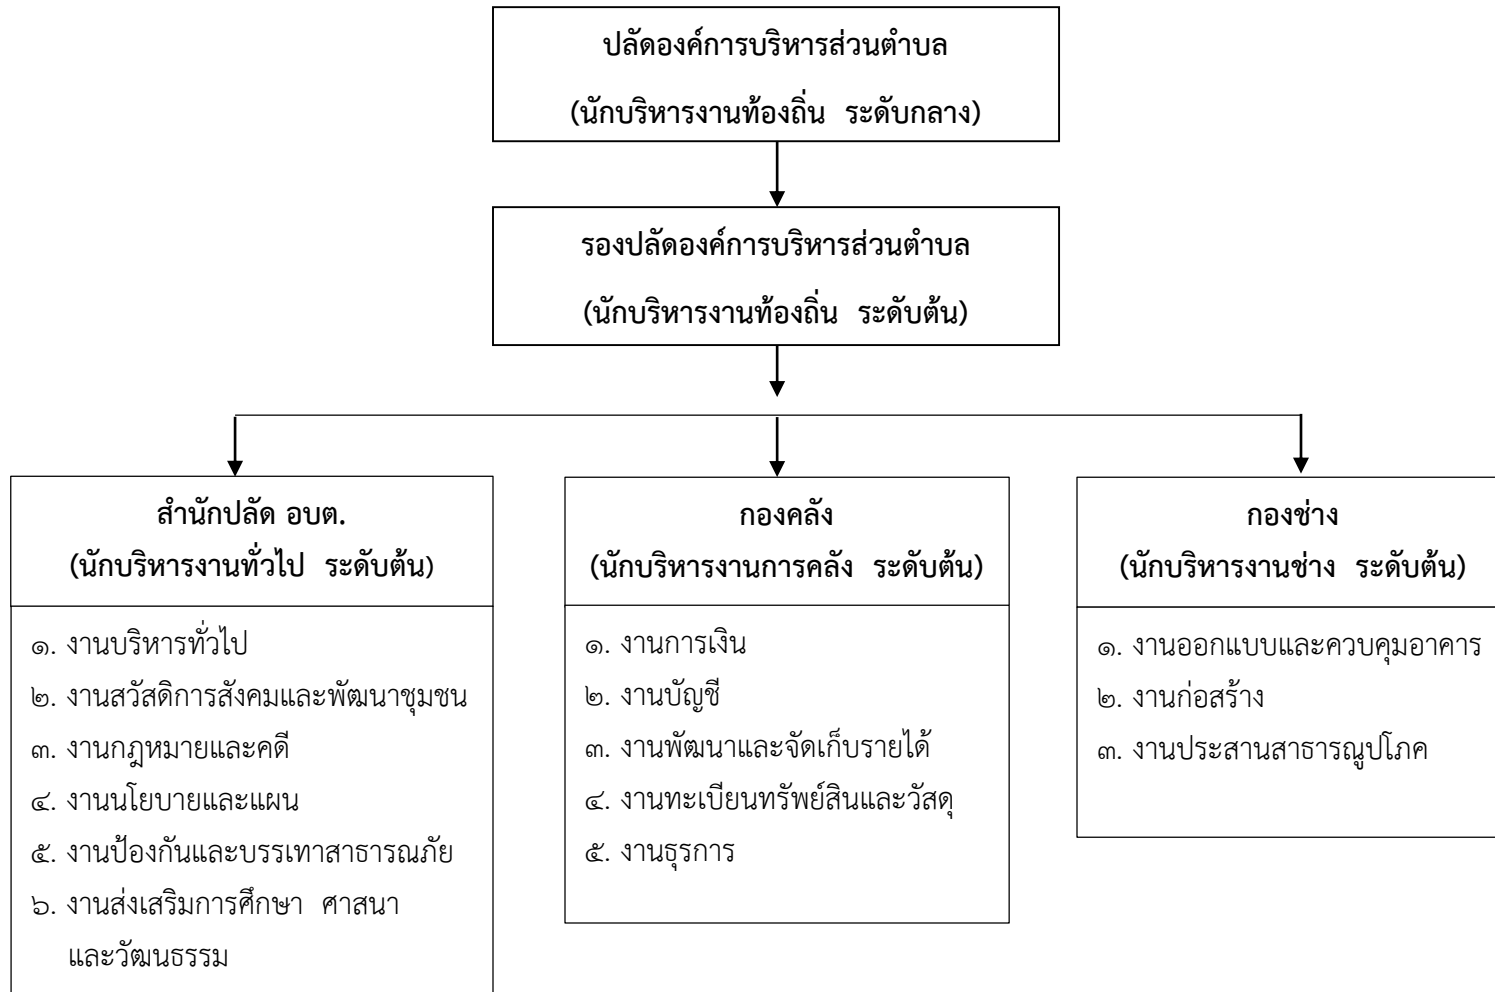 ปลัดองค์การบริหารส่วนตำบล
(นักบริหารงานท้องถิ่น ระดับกลาง)
รองปลัดองค์การบริหารส่วนตำบล
(นักบริหารงานท้องถิ่น ระดับต้น)
สำนักปลัด อบต.
(นักบริหารงานทั่วไป ระดับต้น)
๑. งานบริหารทั่วไป
๒. งานสวัสดิการสังคมและพัฒนาชุมชน
๓. งานกฎหมายและคดี
๔. งานนโยบายและแผน
๕. งานป้องกันและบรรเทาสาธารณภัย
๖. งานส่งเสริมการศึกษา ศาสนา
และวัฒนธรรม
กองคลัง
(นักบริหารงานการคลัง ระดับต้น)
๑. งานการเงิน
๒. งานบัญชี
๓. งานพัฒนาและจัดเก็บรายได้
๔. งานทะเบียนทรัพย์สินและวัสดุ
๕. งานธุรการ
กองช่าง
(นักบริหารงานช่าง ระดับต้น)
๑. งานออกแบบและควบคุมอาคาร
๒. งานก่อสร้าง
๓. งานประสานสาธารณูปโภค